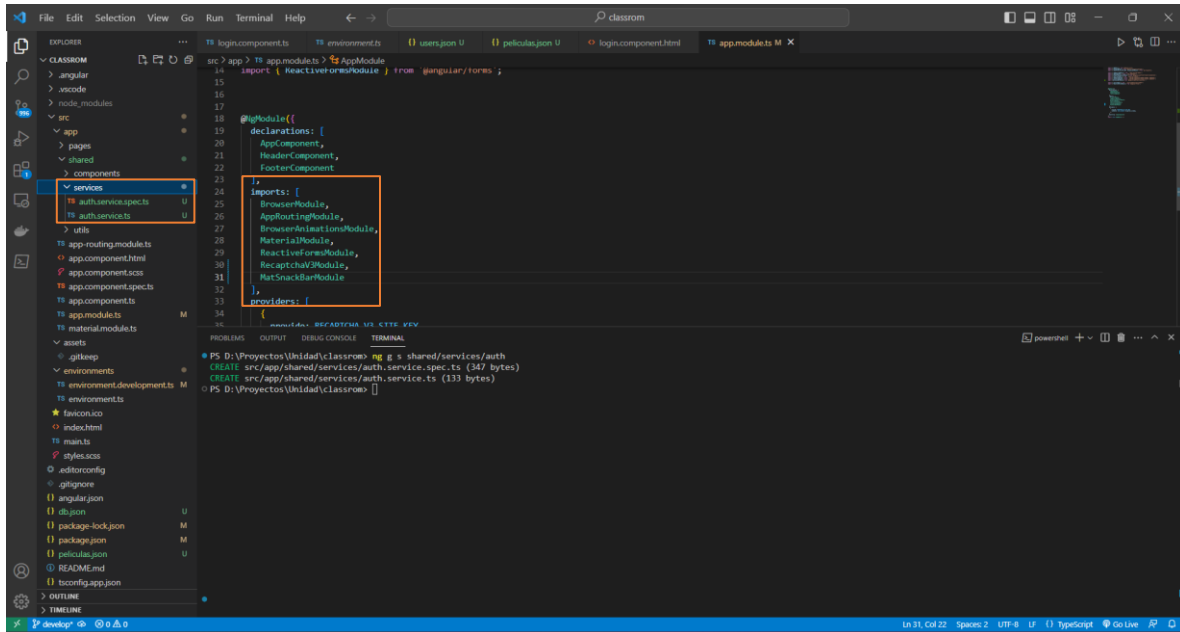 File Edit Selection View Go Run Terminal Help
classrom
EXPLORER
CLASSROM
.angular
.vscode
node_modules
src
app
pages
shared
components
services
auth.service.spec.ts U
auth.service.ts U
utils
app-routing.module.ts
app.component.html
app.component.scss
app.component.spec.ts
app.component.ts
app.module.ts M
material.module.ts
assets
.gitkeep
environments
environment.development.ts M
environment.ts
favicon.ico
index.html
main.ts
styles.scss
.editorconfig
.gitignore
angular.json
db.json U
package-lock.json M
package.json M
peliculas.json U
README.md
tsconfig.app.json
OUTLINE
TIMELINE
login.component.ts environment.ts users.json U peliculas.json U login.component.html app.module.ts M
src > app > app.module.ts > AppModule
14 import { ReactiveFormsModule } from '@angular/forms';
15
16
17
18 @NgModule({
19 declarations: [
20 AppComponent,
21 HeaderComponent,
22 FooterComponent
23 ],
24 imports: [
25 BrowserModule,
26 AppRoutingModule,
27 BrowserAnimationsModule,
28 MaterialModule,
29 ReactiveFormsModule,
30 RecaptchaV3Module,
31 MatSnackBarModule
32 ],
33 providers: [
34 {
35 provide: RECAPTCHA_V3_SITE_KEY
PROBLEMS OUTPUT DEBUG CONSOLE TERMINAL
powershell
PS D:\Proyectos\Unidad\classrom> ng g s shared/services/auth
CREATE src/app/shared/services/auth.service.spec.ts (347 bytes)
CREATE src/app/shared/services/auth.service.ts (133 bytes)
PS D:\Proyectos\Unidad\classrom>
develop* 0 0 Ln 31, Col 22 Spaces: 2 UTF-8 LF {} TypeScript Go Live